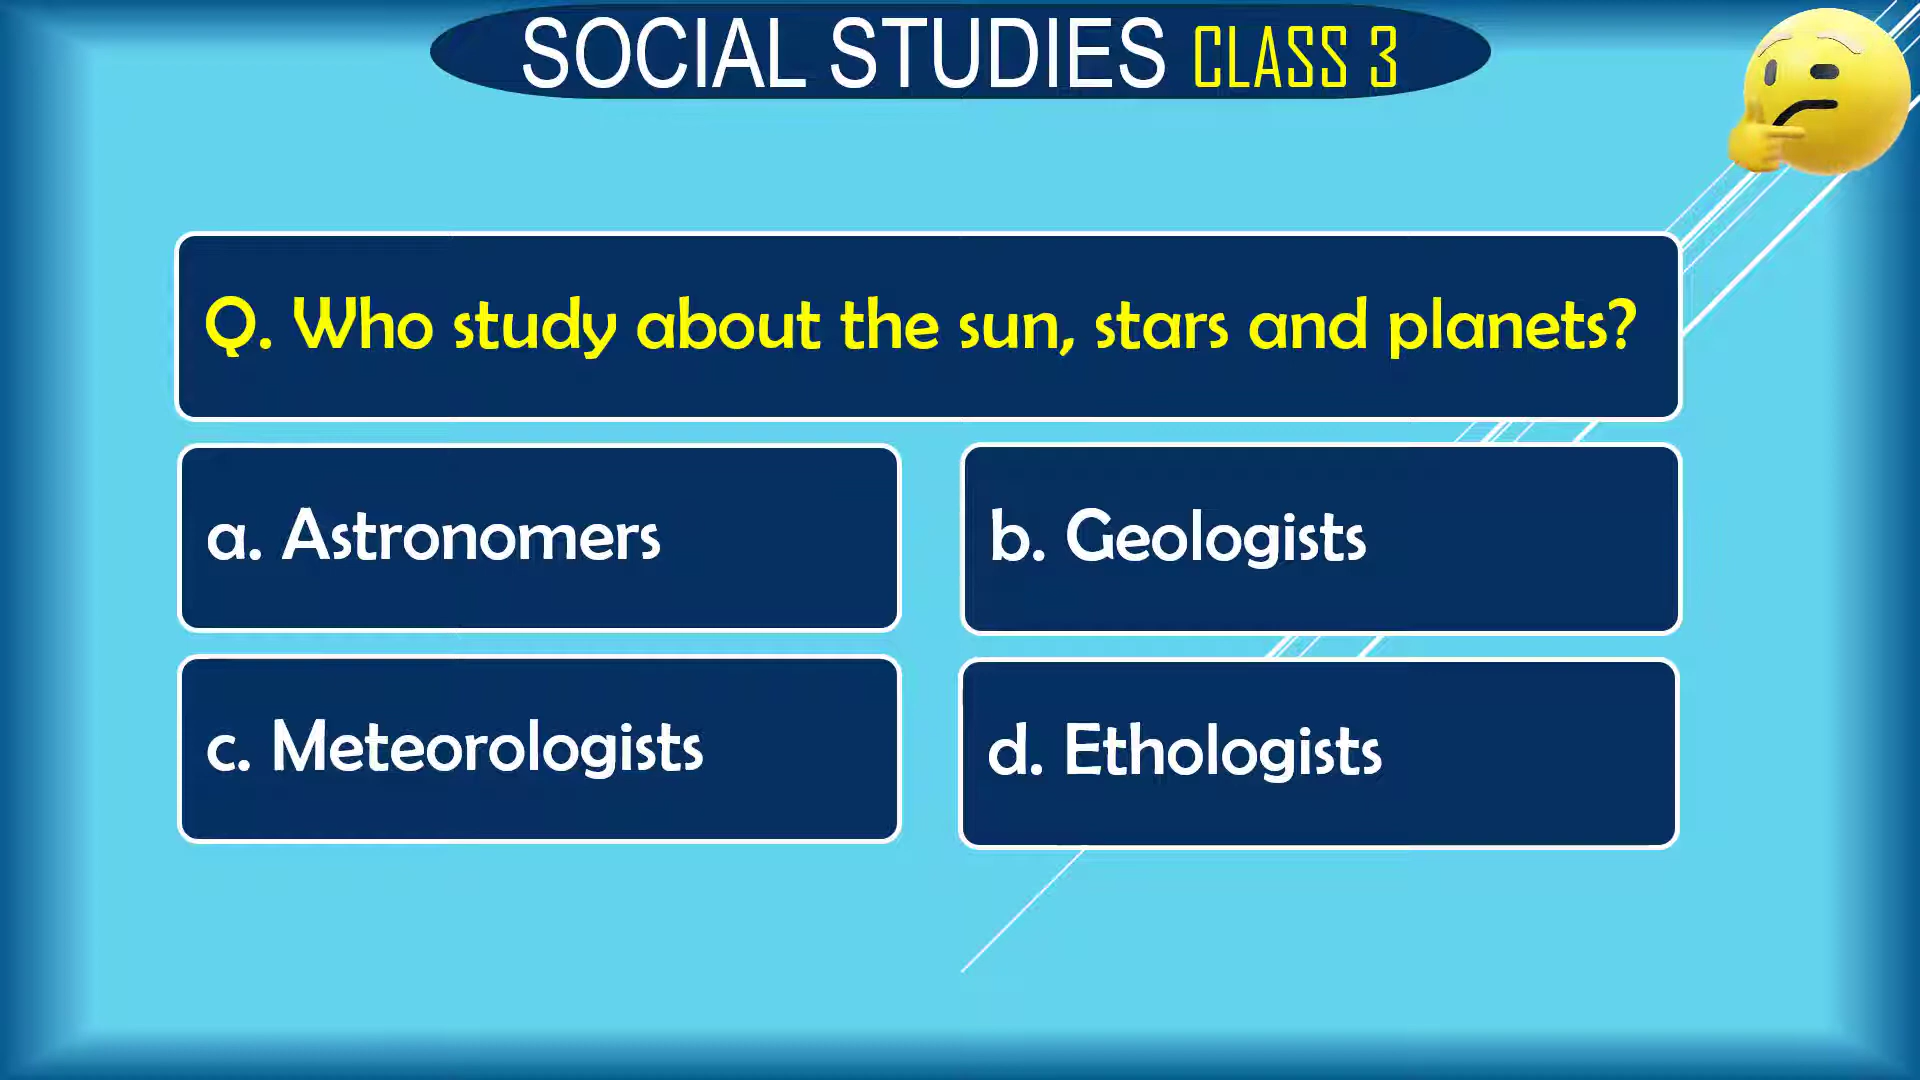 SOCIAL STUDIES CLASS 3
Q. Who study about the sun, stars and planets?
a. Astronomers
b. Geologists
c. Meteorologists
d. Ethologists